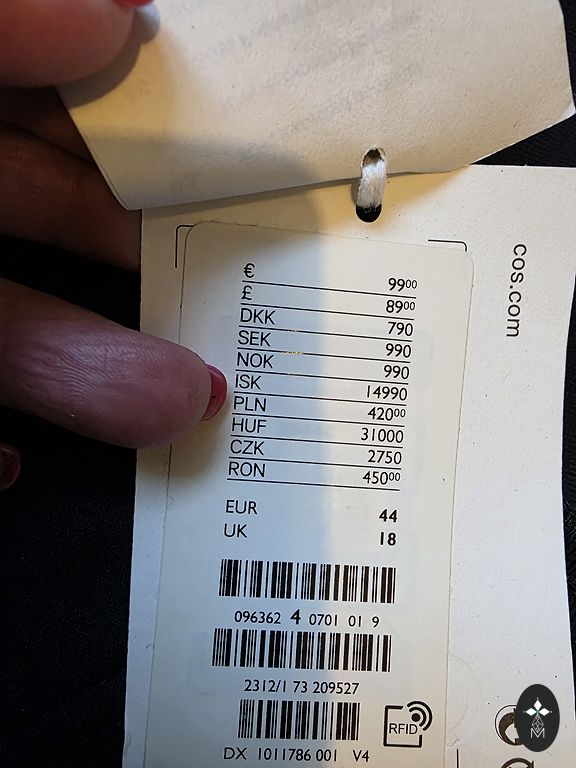 cos.com
€ 99⁰⁰
£ 89⁰⁰
DKK 790
SEK 990
NOK 990
ISK 14990
PLN 420⁰⁰
HUF 31000
CZK 2750
RON 450⁰⁰
EUR 44
UK 18
096362 4 0701 01 9
2312/1 73 209527
RFID
DX 1011786 001 V4
M